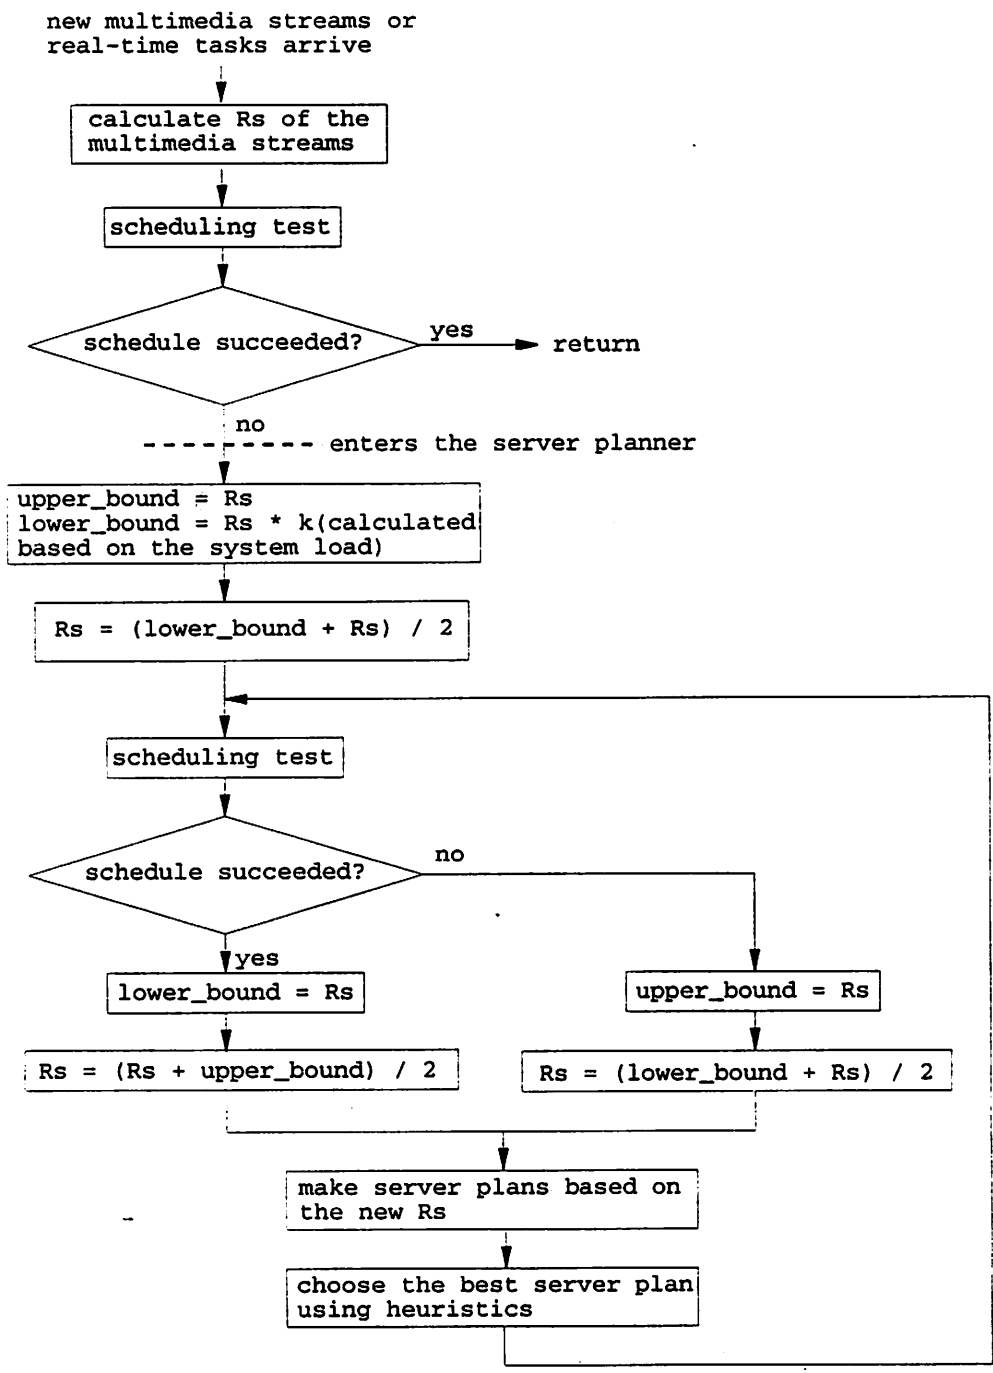 new multimedia streams or
real-time tasks arrive
calculate Rs of the
multimedia streams
scheduling test
schedule succeeded?
yes
return
no
enters the server planner
upper_bound = Rs
lower_bound = Rs * k(calculated
based on the system load)
Rs = (lower_bound + Rs) / 2
scheduling test
schedule succeeded?
no
yes
lower_bound = Rs
upper_bound = Rs
Rs = (Rs + upper_bound) / 2
Rs = (lower_bound + Rs) / 2
make server plans based on
the new Rs
choose the best server plan
using heuristics